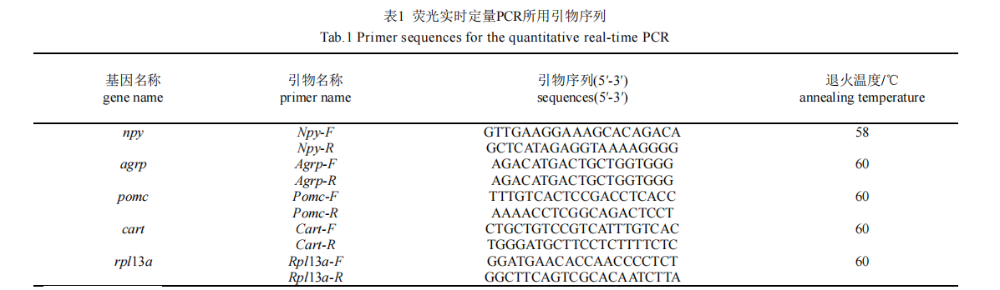 表1 荧光实时定量PCR所用引物序列
Tab.1 Primer sequences for the quantitative real-time PCR
基因名称 引物名称 引物序列(5′-3′) 退火温度/℃
gene name primer name sequences(5′-3′) annealing temperature
npy Npy-F GTTGAAGGAAAGCACAGACA 58
Npy-R GCTCATAGAGGTAAAAGGGG
agrp Agrp-F AGACATGACTGCTGGTGGG 60
Agrp-R AGACATGACTGCTGGTGGG
pomc Pomc-F TTTGTCACTCCGACCTCACC 60
Pomc-R AAAACCTCGGCAGACTCCT
cart Cart-F CTGCTGTCCGTCATTTGTCAC 60
Cart-R TGGGATGCTTCCTCTTTTCTC
rpl13a Rpl13a-F GGATGAACACCAACCCCTCT 60
Rpl13a-R GGCTTCAGTCGCACAATCTTA